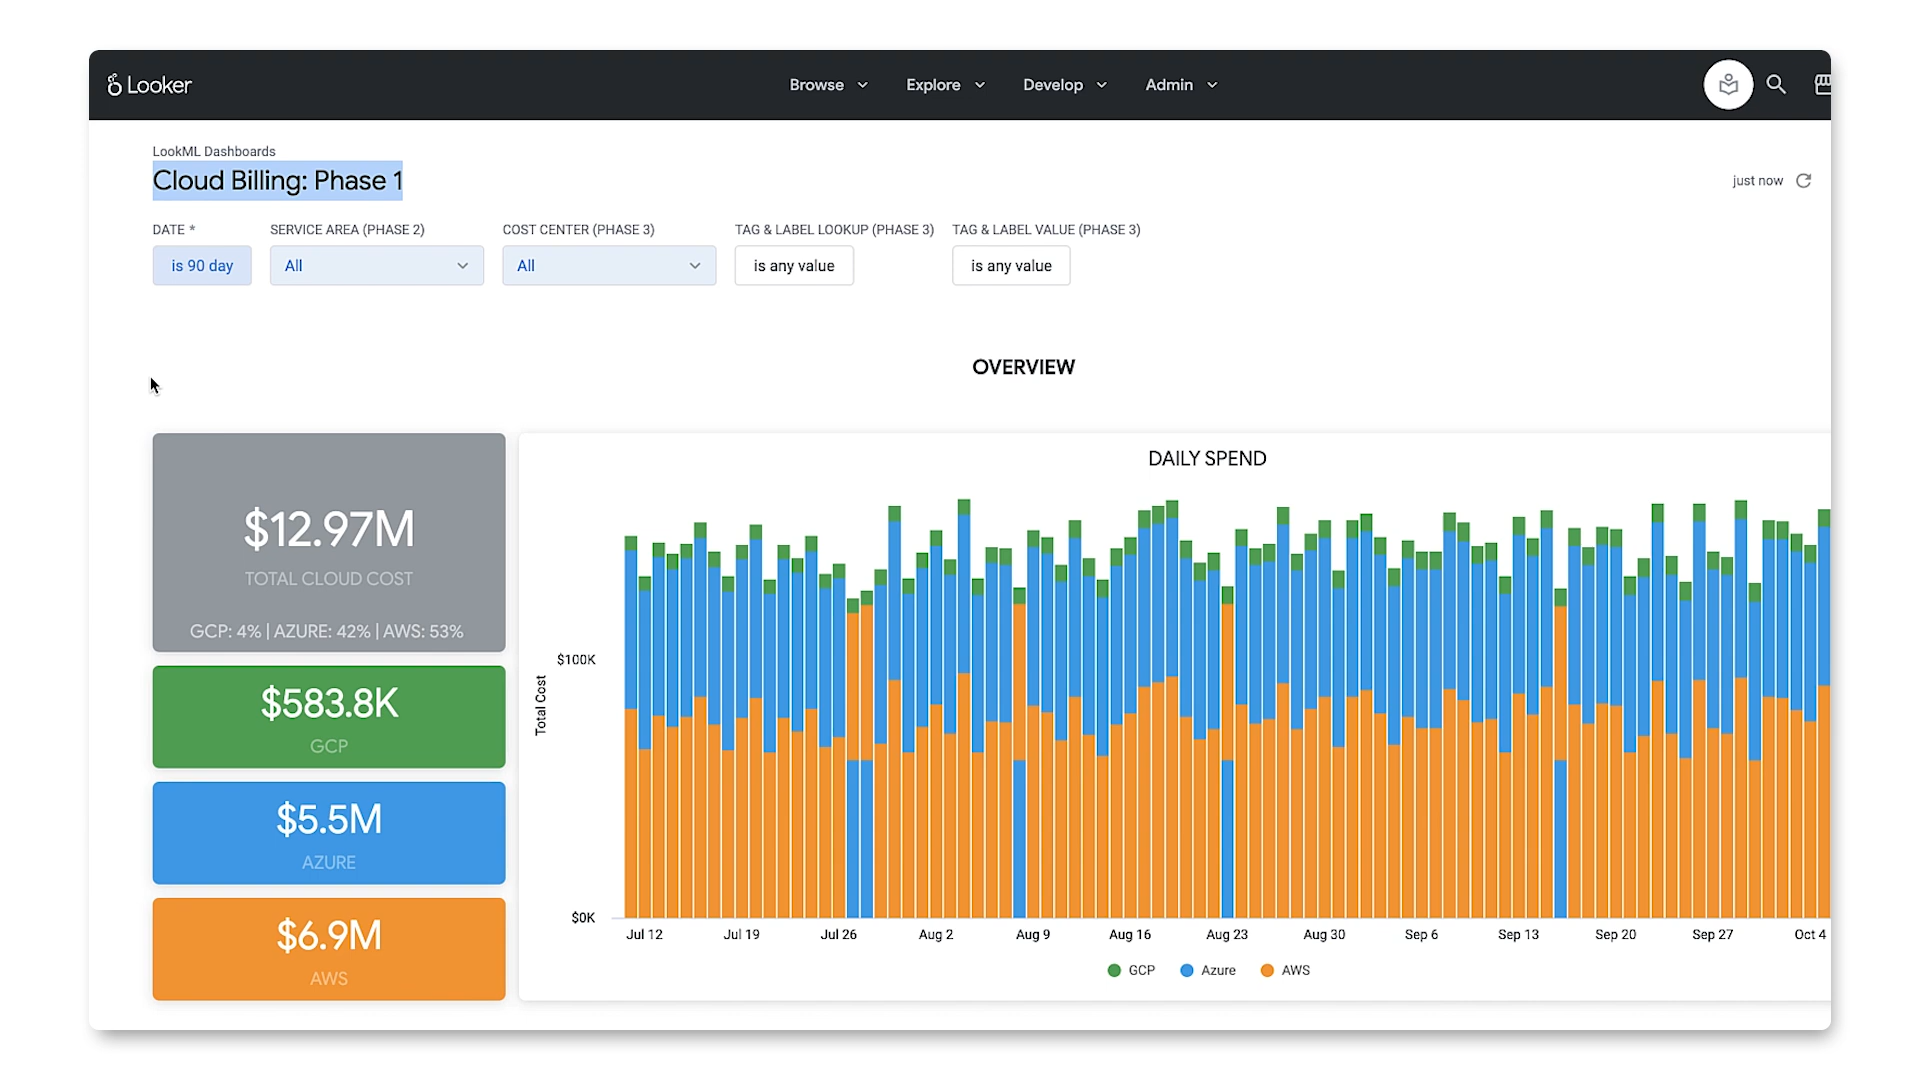 Looker
Browse Explore Develop Admin
LookML Dashboards
Cloud Billing: Phase 1
just now
DATE * SERVICE AREA (PHASE 2) COST CENTER (PHASE 3) TAG & LABEL LOOKUP (PHASE 3) TAG & LABEL VALUE (PHASE 3)
is 90 day All All is any value is any value
OVERVIEW
$12.97M
TOTAL CLOUD COST
GCP: 4% | AZURE: 42% | AWS: 53%
$583.8K
GCP
$5.5M
AZURE
$6.9M
AWS
DAILY SPEND
Total Cost
$100K
$0K
Jul 12 Jul 19 Jul 26 Aug 2 Aug 9 Aug 16 Aug 23 Aug 30 Sep 6 Sep 13 Sep 20 Sep 27 Oct 4
GCP Azure AWS